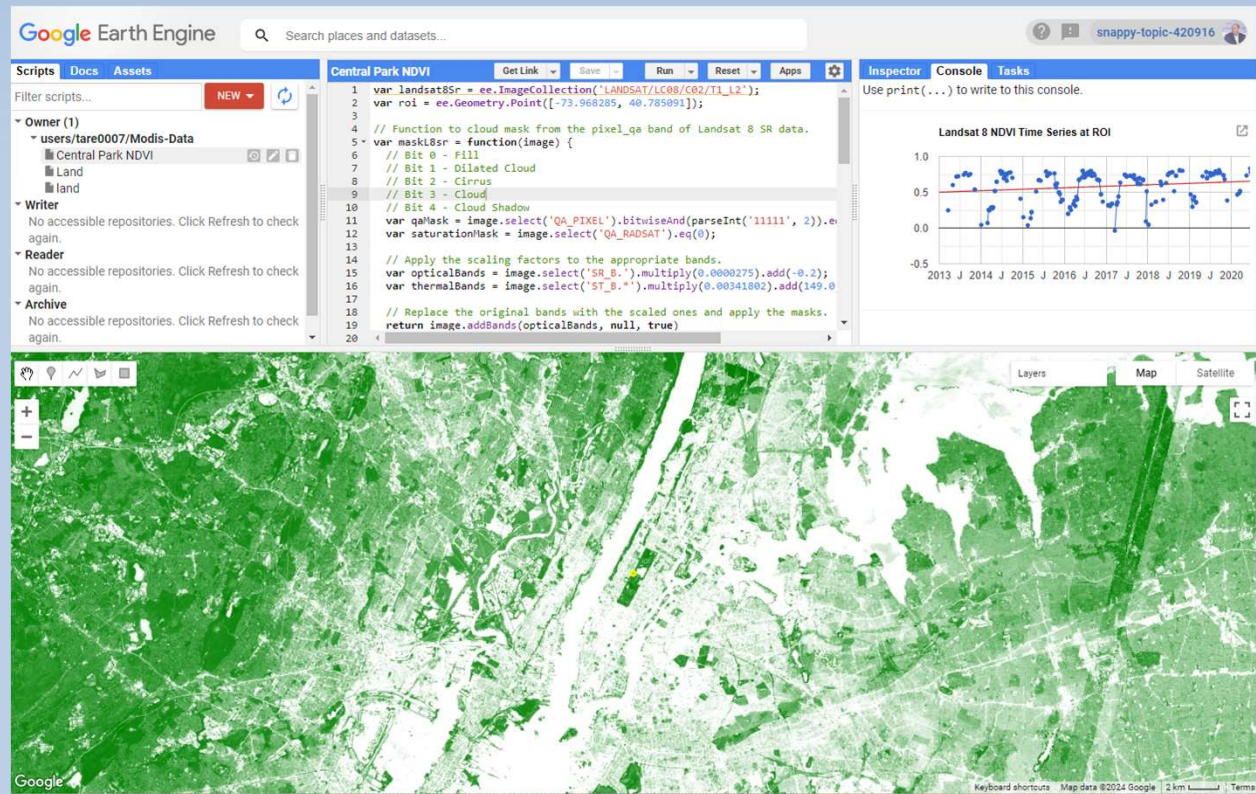 Google Earth Engine
Search places and datasets...
snappy-topic-420916
Scripts Docs Assets
Filter scripts...
NEW
Owner (1)
users/tare0007/Modis-Data
Central Park NDVI
Land
land
Writer
No accessible repositories. Click Refresh to check
again.
Reader
No accessible repositories. Click Refresh to check
again.
Archive
No accessible repositories. Click Refresh to check
again.
Central Park NDVI Get Link Save Run Reset Apps
1 var landsat8Sr = ee.ImageCollection('LANDSAT/LC08/C02/T1_L2');
2 var roi = ee.Geometry.Point([-73.968285, 40.785091]);
3
4 // Function to cloud mask from the pixel_qa band of Landsat 8 SR data.
5 var maskL8sr = function(image) {
6 // Bit 0 - Fill
7 // Bit 1 - Dilated Cloud
8 // Bit 2 - Cirrus
9 // Bit 3 - Cloud
10 // Bit 4 - Cloud Shadow
11 var qaMask = image.select('QA_PIXEL').bitwiseAnd(parseInt('11111', 2)).e
12 var saturationMask = image.select('QA_RADSAT').eq(0);
13
14 // Apply the scaling factors to the appropriate bands.
15 var opticalBands = image.select('SR_B.').multiply(0.0000275).add(-0.2);
16 var thermalBands = image.select('ST_B.*').multiply(0.00341802).add(149.0
17
18 // Replace the original bands with the scaled ones and apply the masks.
19 return image.addBands(opticalBands, null, true)
20
Inspector Console Tasks
Use print(...) to write to this console.
Landsat 8 NDVI Time Series at ROI
1.0
0.5
0.0
-0.5
2013 J 2014 J 2015 J 2016 J 2017 J 2018 J 2019 J 2020
Layers Map Satellite
+
−
Google
Keyboard shortcuts Map data ©2024 Google 2 km Terms